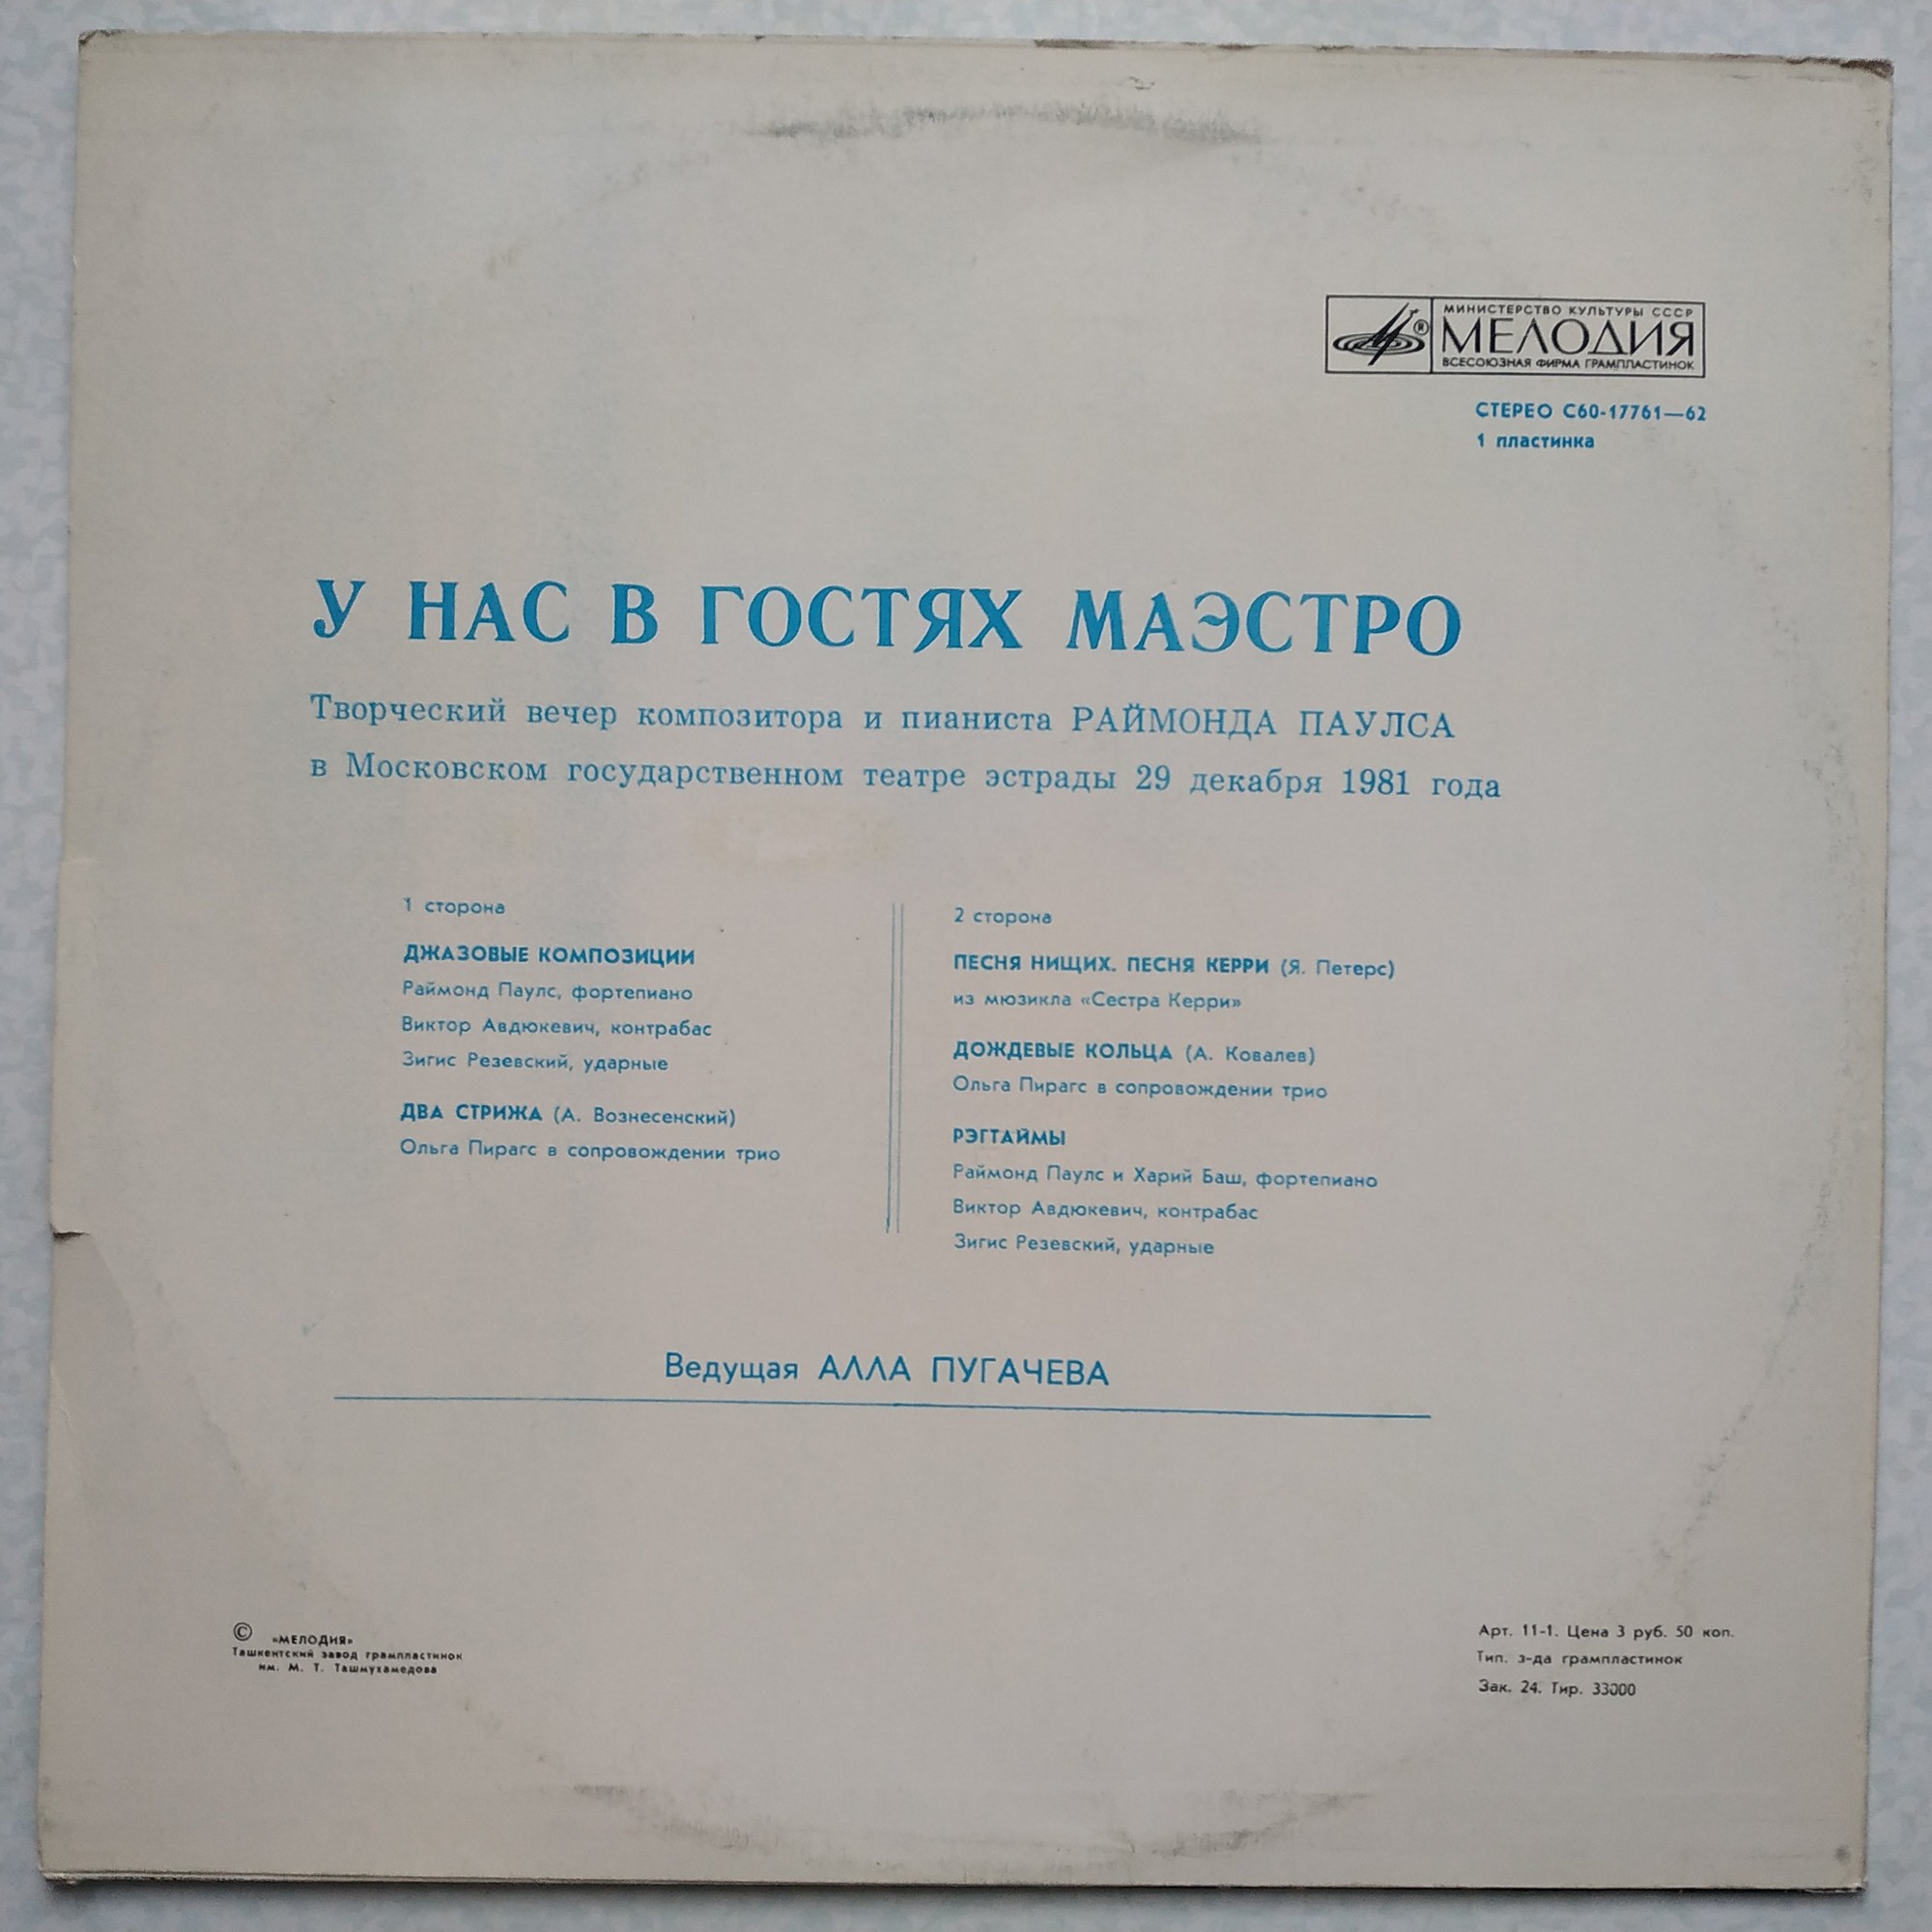 МИНИСТЕРСТВО КУЛЬТУРЫ СССР
МЕЛОДИЯ
ВСЕСОЮЗНАЯ ФИРМА ГРАМПЛАСТИНОК
СТЕРЕО С60-17761—62
1 пластинка
У НАС В ГОСТЯХ МАЭСТРО
Творческий вечер композитора и пианиста РАЙМОНДА ПАУЛСА
в Московском государственном театре эстрады 29 декабря 1981 года
1 сторона
ДЖАЗОВЫЕ КОМПОЗИЦИИ
Раймонд Паулс, фортепиано
Виктор Авдюкевич, контрабас
Зигис Резевский, ударные
ДВА СТРИЖА (А. Вознесенский)
Ольга Пирагс в сопровождении трио
2 сторона
ПЕСНЯ НИЩИХ. ПЕСНЯ КЕРРИ (Я. Петерс)
из мюзикла «Сестра Керри»
ДОЖДЕВЫЕ КОЛЬЦА (А. Ковалев)
Ольга Пирагс в сопровождении трио
РЭГТАЙМЫ
Раймонд Паулс и Харий Баш, фортепиано
Виктор Авдюкевич, контрабас
Зигис Резевский, ударные
Ведущая АЛЛА ПУГАЧЕВА
© «МЕЛОДИЯ»
Ташкентский завод грампластинок
им. М. Т. Ташмухамедова
Арт. 11-1. Цена 3 руб. 50 коп.
Тип. з-да грампластинок
Зак. 24. Тир. 33000